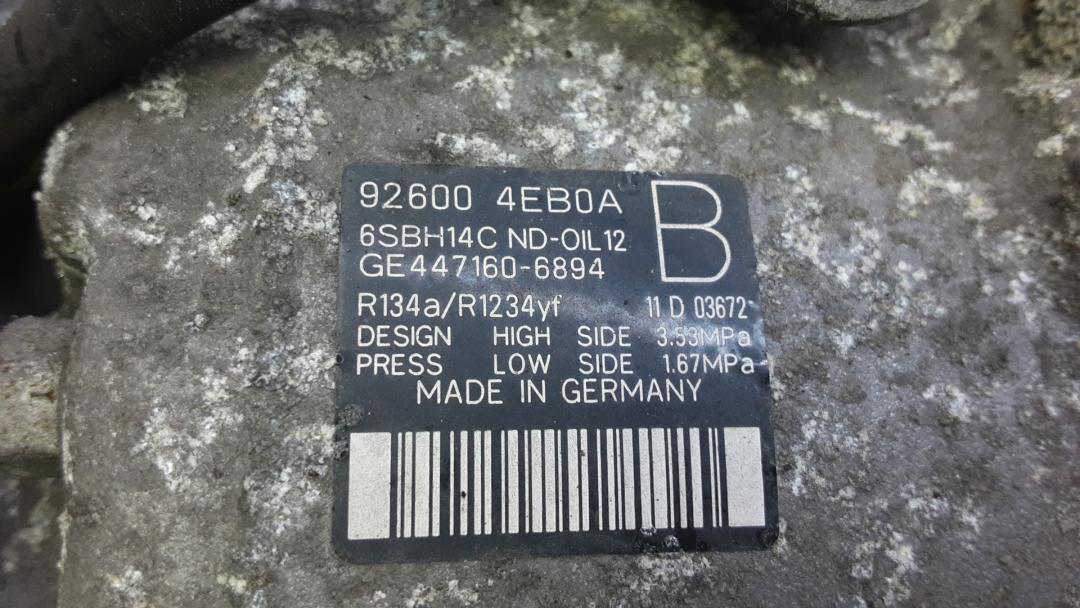 92600 4EB0A B
6SBH14C ND-OIL12
GE447160-6894
R134a/R1234yf 11 D 03672
DESIGN HIGH SIDE 3.53MPa
PRESS LOW SIDE 1.67MPa
MADE IN GERMANY